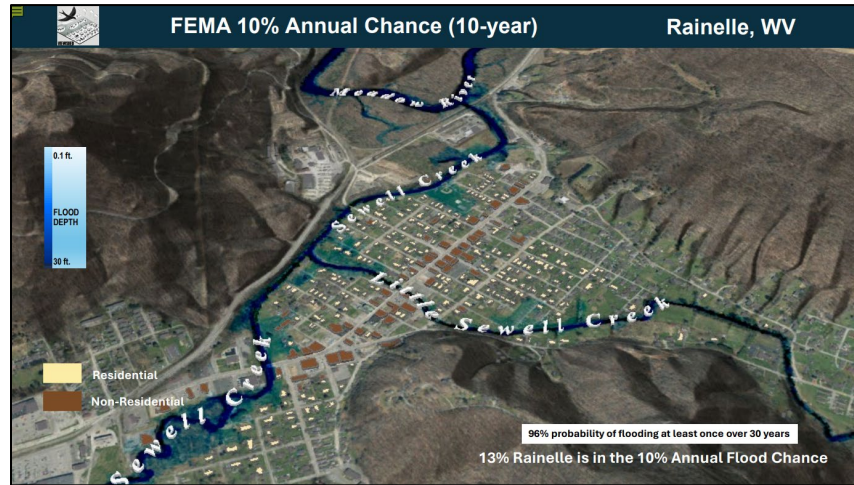 FEMA 10% Annual Chance (10-year)
Rainelle, WV
Meadow River
Sewell Creek
0.1 ft.
FLOOD
DEPTH
30 ft.
Little Sewell Creek
Sewell Creek
Residential
Non-Residential
96% probability of flooding at least once over 30 years
13% Rainelle is in the 10% Annual Flood Chance